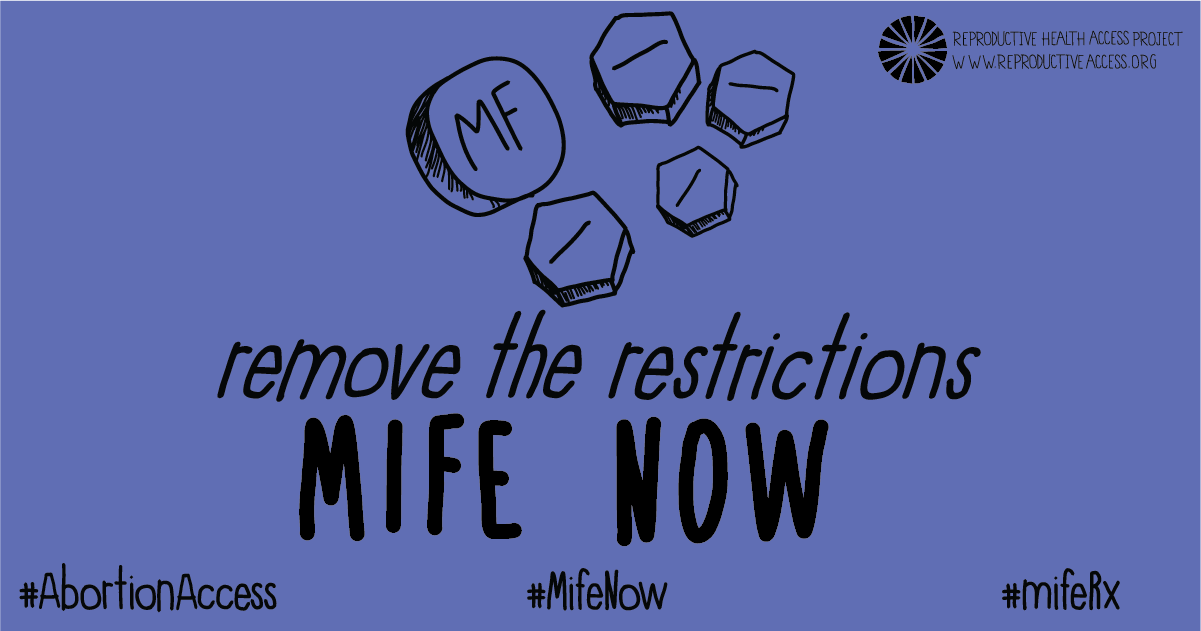 REPRODUCTIVE HEALTH ACCESS PROJECT
WWW.REPRODUCTIVEACCESS.ORG
MF
remove the restrictions
MIFE NOW
#AbortionAccess
#MifeNow
#mifeRx